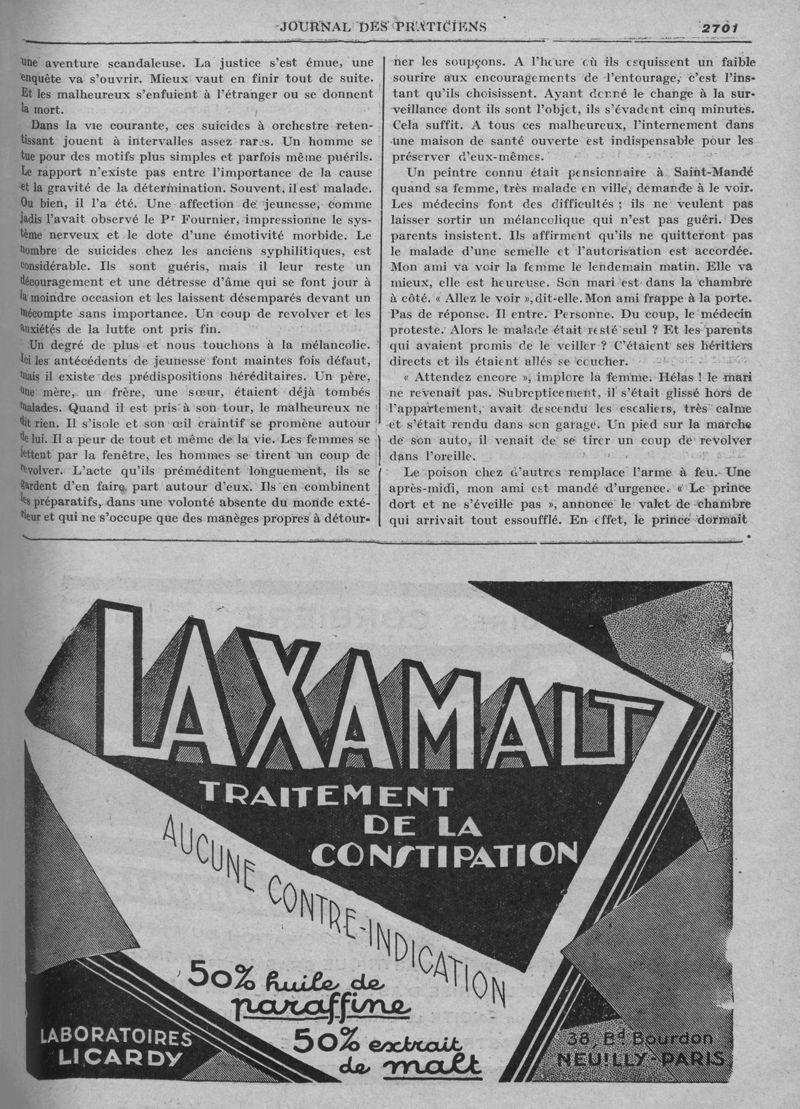 JOURNAL DES PRATICIENS
2701
une aventure scandaleuse. La justice s'est émue, une
enquête va s'ouvrir. Mieux vaut en finir tout de suite.
Et les malheureux s'enfuient à l'étranger ou se donnent
la mort.
Dans la vie courante, ces suicides à orchestre reten-
tissant jouent à intervalles assez rares. Un homme se
tue pour des motifs plus simples et parfois même puérils.
Le rapport n'existe pas entre l'importance de la cause
et la gravité de la détermination. Souvent, il est malade.
Ou bien, il l'a été. Une affection de jeunesse, comme
jadis l'avait observé le Pr Fournier, impressionne le sys-
tème nerveux et le dote d'une émotivité morbide. Le
nombre de suicides chez les anciens syphilitiques, est
considérable. Ils sont guéris, mais il leur reste un
découragement et une détresse d'âme qui se font jour à
la moindre occasion et les laissent désemparés devant un
mécompte sans importance. Un coup de revolver et les
anxiétés de la lutte ont pris fin.
Un degré de plus et nous touchons à la mélancolie.
Ici les antécédents de jeunesse font maintes fois défaut,
mais il existe des prédispositions héréditaires. Un père,
une mère, un frère, une sœur, étaient déjà tombés
malades. Quand il est pris à son tour, le malheureux ne
dit rien. Il s'isole et son œil craintif se promène autour
de lui. Il a peur de tout et même de la vie. Les femmes se
jettent par la fenêtre, les hommes se tirent un coup de
revolver. L'acte qu'ils préméditent longuement, ils se
gardent d'en faire part autour d'eux. Ils en combinent
les préparatifs, dans une volonté absente du monde exté-
rieur et qui ne s'occupe que des manèges propres à détour-
ner les soupçons. A l'heure où ils esquissent un faible
sourire aux encouragements de l'entourage, c'est l'ins-
tant qu'ils choisissent. Ayant donné le change à la sur-
veillance dont ils sont l'objet, ils s'évadent cinq minutes.
Cela suffit. A tous ces malheureux, l'internement dans
une maison de santé ouverte est indispensable pour les
préserver d'eux-mêmes.
Un peintre connu était pensionnaire à Saint-Mandé
quand sa femme, très malade en ville, demande à le voir.
Les médecins font des difficultés ; ils ne veulent pas
laisser sortir un mélancolique qui n'est pas guéri. Des
parents insistent. Ils affirment qu'ils ne quitteront pas
le malade d'une semelle et l'autorisation est accordée.
Mon ami va voir la femme le lendemain matin. Elle va
mieux, elle est heureuse. Son mari est dans la chambre
à côté. « Allez le voir », dit-elle. Mon ami frappe à la porte.
Pas de réponse. Il entre. Personne. Du coup, le médecin
proteste. Alors le malade était resté seul ? Et les parents
qui avaient promis de le veiller ? C'étaient ses héritiers
directs et ils étaient allés se coucher.
« Attendez encore », implore la femme. Hélas ! le mari
ne revenait pas. Subrepticement, il s'était glissé hors de
l'appartement, avait descendu les escaliers, très calme
et s'était rendu dans son garage. Un pied sur la marche
de son auto, il venait de se tirer un coup de revolver
dans l'oreille.
Le poison chez d'autres remplace l'arme à feu. Une
après-midi, mon ami est mandé d'urgence. « Le prince
dort et ne s'éveille pas », annonce le valet de chambre
qui arrivait tout essoufflé. En effet, le prince dormait
LAXAMALT
TRAITEMENT
DE LA
CONSTIPATION
AUCUNE CONTRE-INDICATION
50% huile de
paraffine
50% extrait
de malt
LABORATOIRES
LICARDY
38, Bd Bourdon
NEUILLY-PARIS